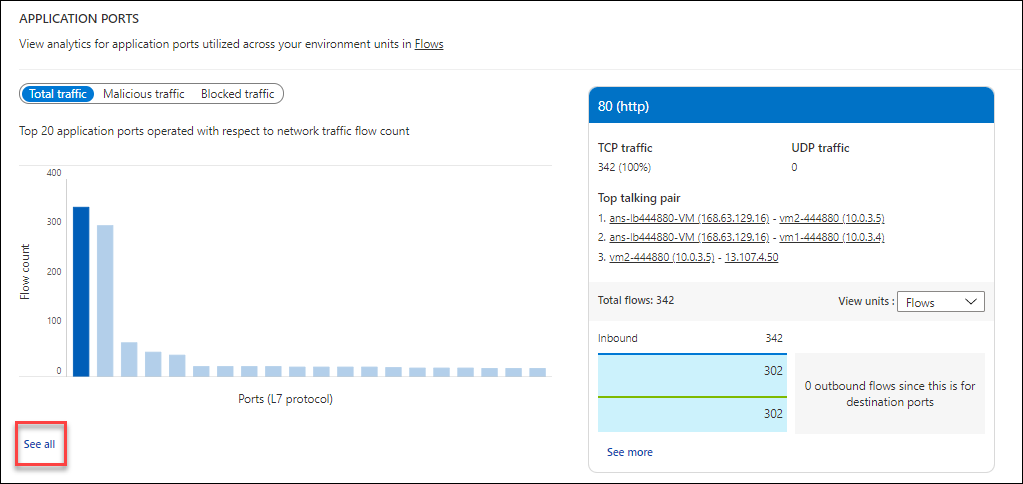 APPLICATION PORTS
View analytics for application ports utilized across your environment units in Flows
Total traffic Malicious traffic Blocked traffic
Top 20 application ports operated with respect to network traffic flow count
400
300
200
100
0
Flow count
Ports (L7 protocol)
See all
80 (http)
TCP traffic UDP traffic
342 (100%) 0
Top talking pair
1. ans-lb444880-VM (168.63.129.16) - vm2-444880 (10.0.3.5)
2. ans-lb444880-VM (168.63.129.16) - vm1-444880 (10.0.3.4)
3. vm2-444880 (10.0.3.5) - 13.107.4.50
Total flows: 342 View units : Flows
Inbound 342
302
302
0 outbound flows since this is for
destination ports
See more